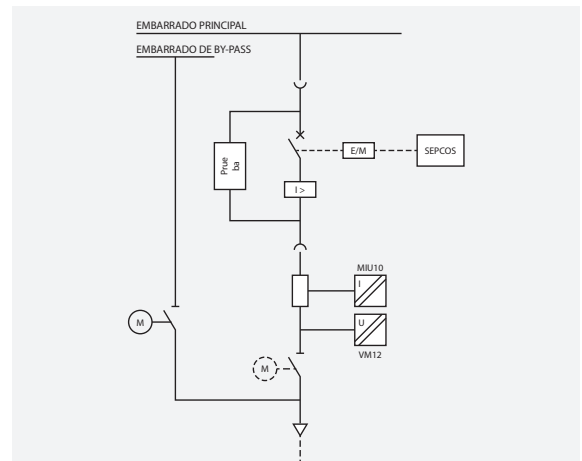 EMBARRADO PRINCIPAL
EMBARRADO DE BY-PASS
Prue
ba
E/M
SEPCOS
I >
MIU10
I
M
U
VM12
M